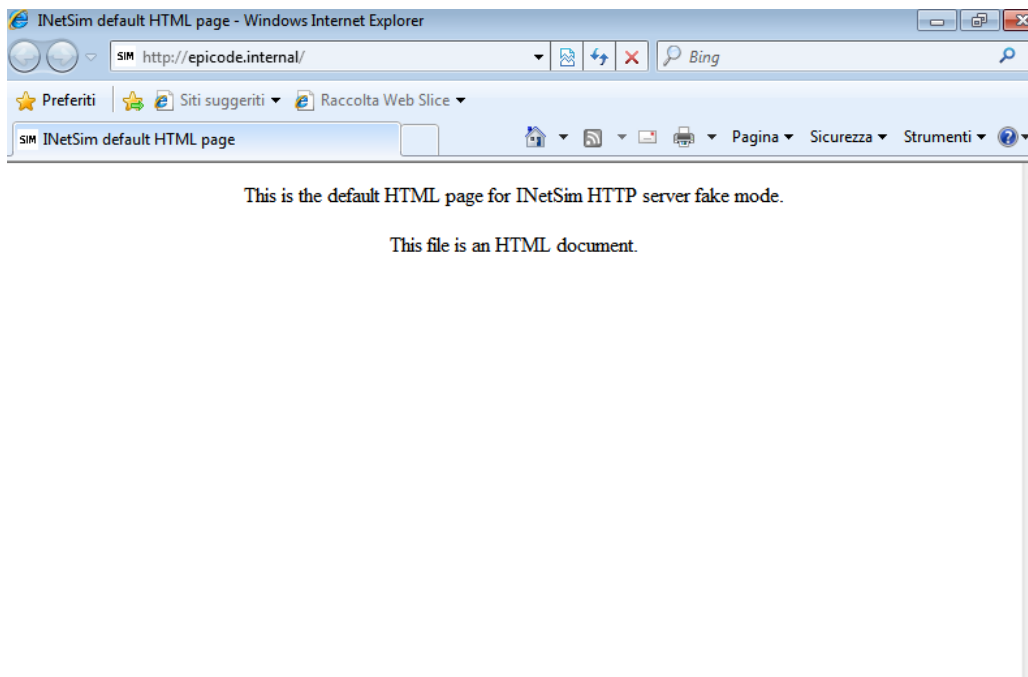 INetSim default HTML page - Windows Internet Explorer
SIM http://epicode.internal/ Bing
Preferiti Siti suggeriti Raccolta Web Slice
SIM INetSim default HTML page Pagina Sicurezza Strumenti
This is the default HTML page for INetSim HTTP server fake mode.
This file is an HTML document.